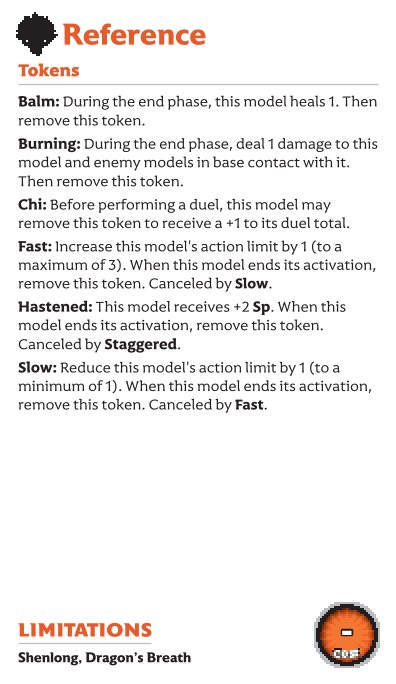 Reference
Tokens
Balm: During the end phase, this model heals 1. Then
remove this token.
Burning: During the end phase, deal 1 damage to this
model and enemy models in base contact with it.
Then remove this token.
Chi: Before performing a duel, this model may
remove this token to receive a +1 to its duel total.
Fast: Increase this model's action limit by 1 (to a
maximum of 3). When this model ends its activation,
remove this token. Canceled by Slow.
Hastened: This model receives +2 Sp. When this
model ends its activation, remove this token.
Canceled by Staggered.
Slow: Reduce this model's action limit by 1 (to a
minimum of 1). When this model ends its activation,
remove this token. Canceled by Fast.
LIMITATIONS
Shenlong, Dragon's Breath
-
COST